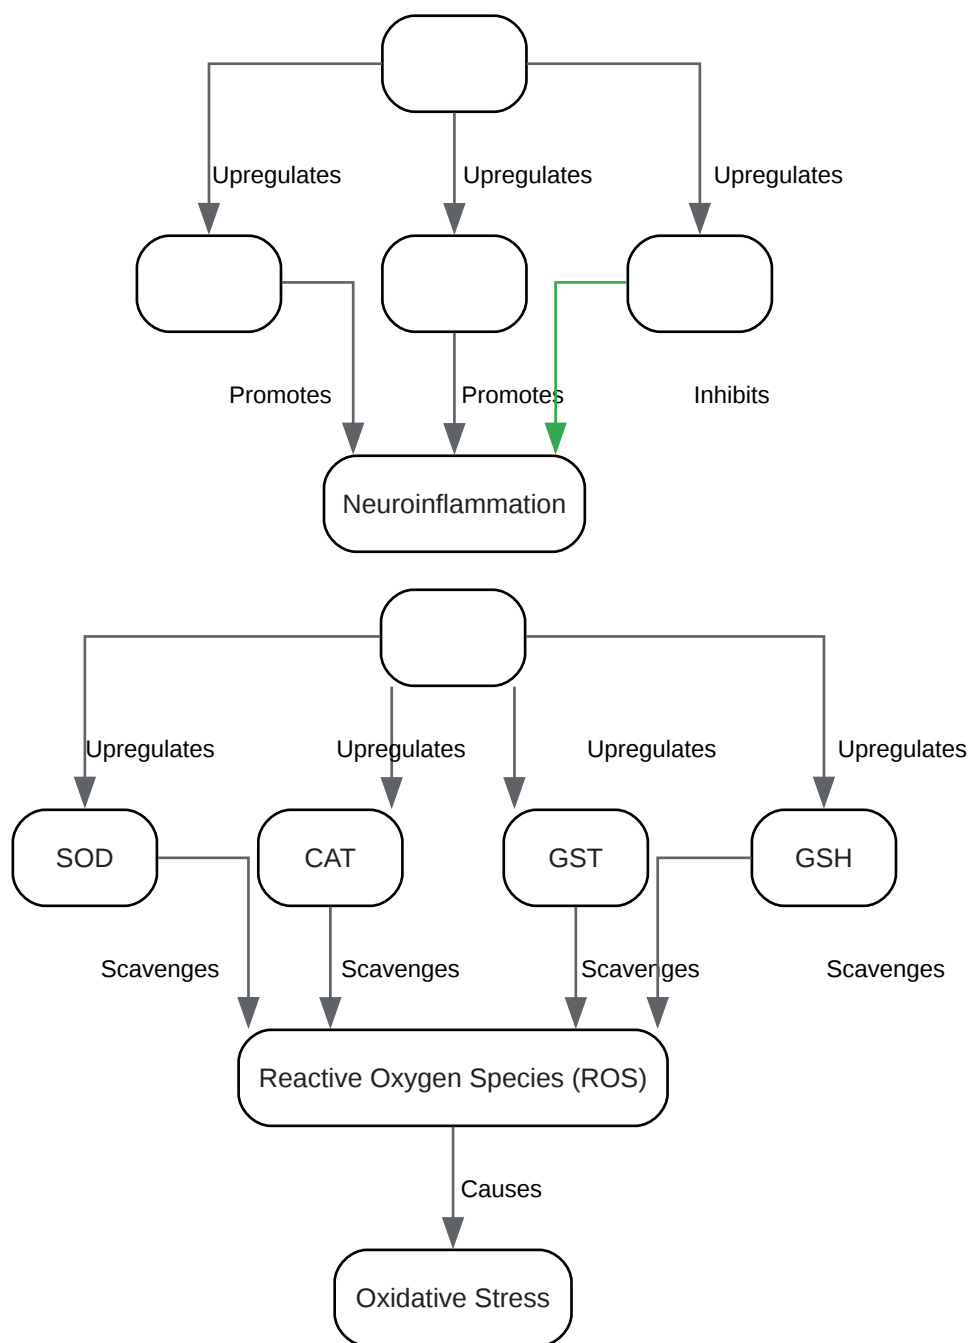 Upregulates
Upregulates
Upregulates
Promotes
Promotes
Inhibits
Neuroinflammation
Upregulates
Upregulates
Upregulates
Upregulates
SOD
CAT
GST
GSH
Scavenges
Scavenges
Scavenges
Scavenges
Reactive Oxygen Species (ROS)
Causes
Oxidative Stress